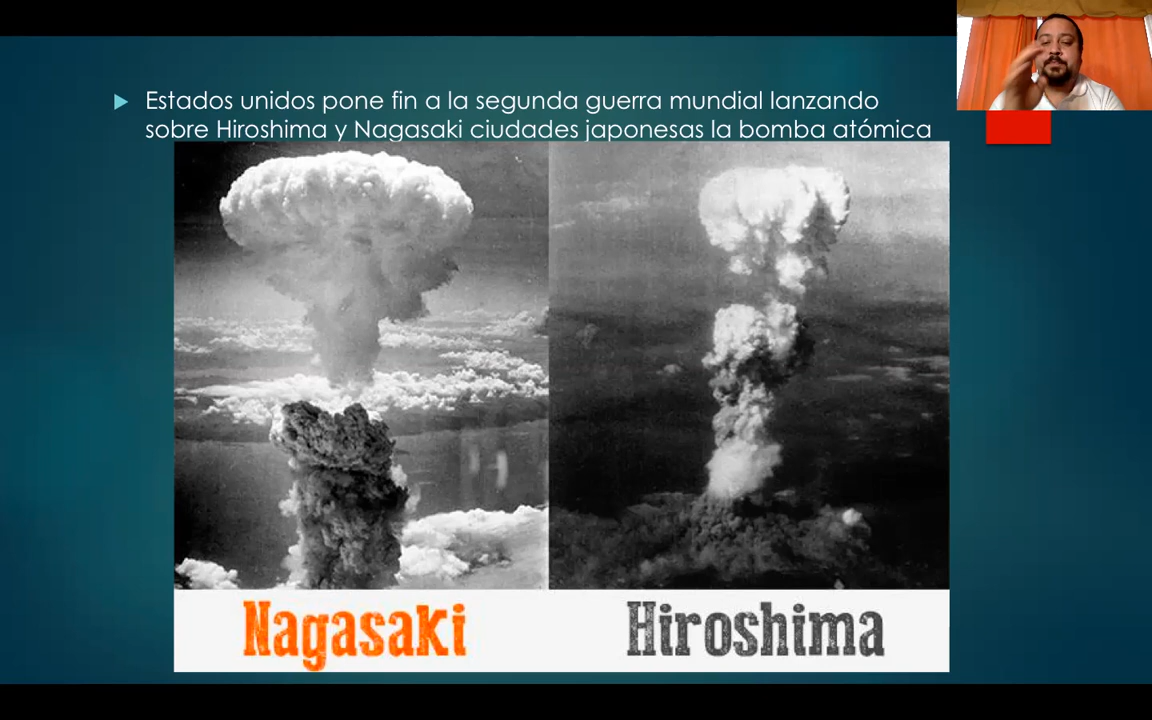 Estados unidos pone fin a la segunda guerra mundial lanzando
sobre Hiroshima y Nagasaki ciudades japonesas la bomba atómica
Nagasaki Hiroshima